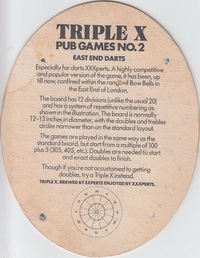 TRIPLE X
PUB GAMES NO. 2
EAST END DARTS
Especially for darts XXXperts. A highly competitive
and popular version of the game, it has been, up
till now, confined within the range of Bow Bells in
the East End of London.
The board has 12 divisions (unlike the usual 20)
and has a system of repetitive numbering as
shown in the illustration. The board is normally
12–13 inches in diameter, with the doubles and trebles
circles narrower than on the standard layout.
The games are played in the same way as the
standard board, but start from a multiple of 100
plus 5 (305, 405, etc.). Doubles are needed to start
and exact doubles to finish.
Though if you're not accustomed to getting
doubles, try a Triple X instead.
TRIPLE X. BREWED BY EXPERTS ENJOYED BY XXXPERTS.